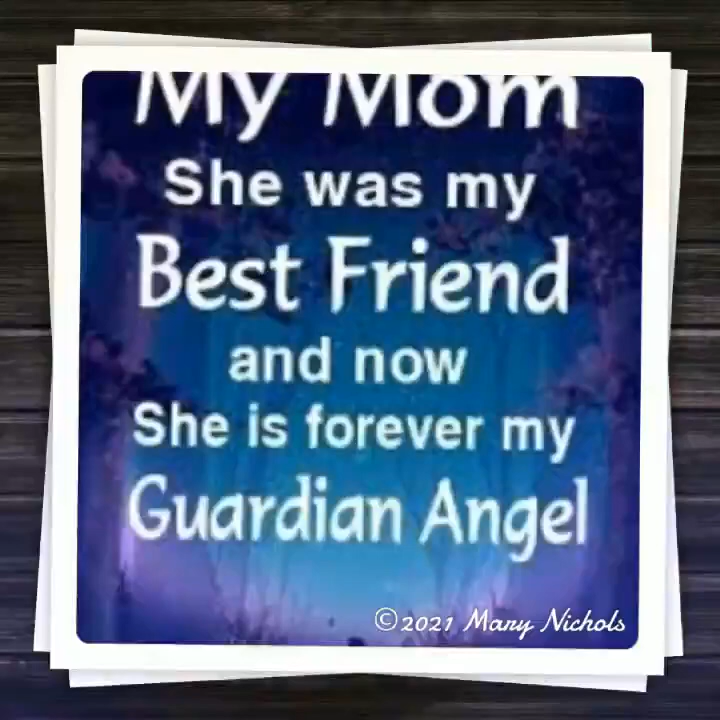 My Mom
She was my
Best Friend
and now
She is forever my
Guardian Angel
©2021 Mary Nichols